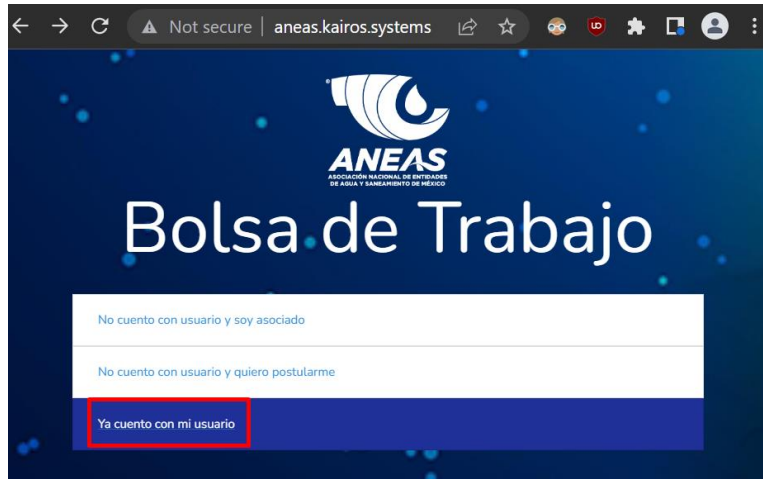 Not secure | aneas.kairos.systems
ANEAS
ASOCIACIÓN NACIONAL DE ENTIDADES
DE AGUA Y SANEAMIENTO DE MÉXICO
Bolsa de Trabajo
No cuento con usuario y soy asociado
No cuento con usuario y quiero postularme
Ya cuento con mi usuario